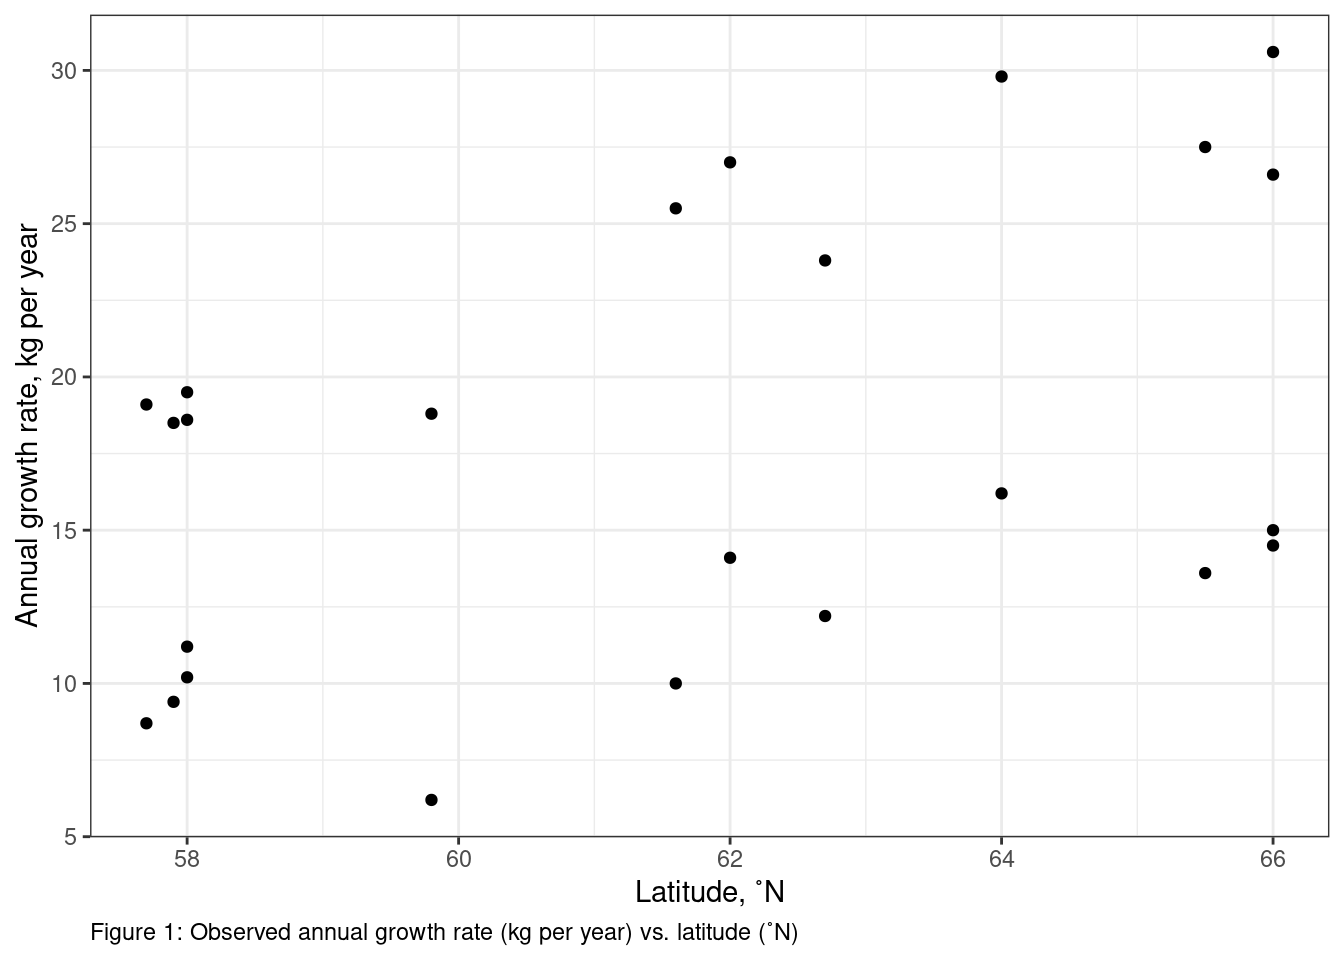 30
25
20
15
10
5
Annual growth rate, kg per year
58 60 62 64 66
Latitude, ˚N
Figure 1: Observed annual growth rate (kg per year) vs. latitude (˚N)